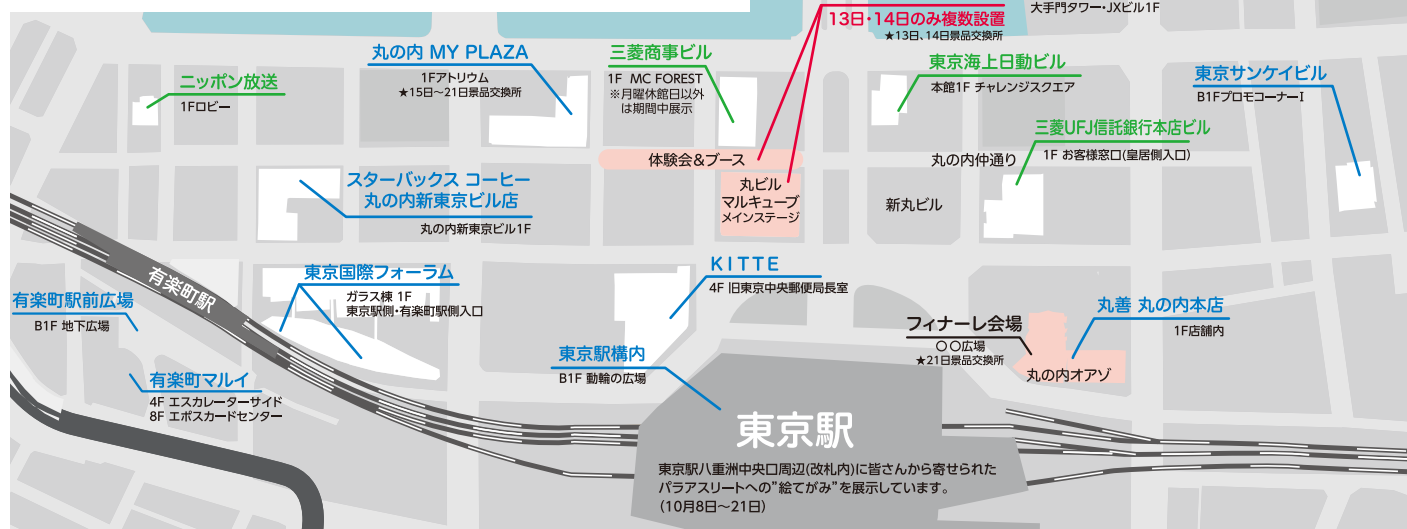 大手門タワー・JXビル1F
13日・14日のみ複数設置
★13日、14日景品交換所
丸の内 MY PLAZA
1Fアトリウム
★15日～21日景品交換所
三菱商事ビル
1F MC FOREST
※月曜休館日以外
は期間中展示
東京海上日動ビル
本館1F チャレンジスクエア
東京サンケイビル
B1FプロモコーナーI
ニッポン放送
1Fロビー
三菱UFJ信託銀行本店ビル
1F お客様窓口(皇居側入口)
体験会&ブース
丸の内仲通り
スターバックス コーヒー
丸の内新東京ビル店
丸の内新東京ビル1F
丸ビル
マルキューブ
メインステージ
新丸ビル
有楽町駅
東京国際フォーラム
ガラス棟 1F
東京駅側・有楽町駅側入口
KITTE
4F 旧東京中央郵便局長室
有楽町駅前広場
B1F 地下広場
丸善 丸の内本店
1F店舗内
フィナーレ会場
〇〇広場
★21日景品交換所
丸の内オアゾ
東京駅構内
B1F 動輪の広場
有楽町マルイ
4F エスカレーターサイド
8F エポスカードセンター
東京駅
東京駅八重洲中央口周辺(改札内)に皆さんから寄せられた
パラアスリートへの”絵てがみ”を展示しています。
(10月8日～21日)